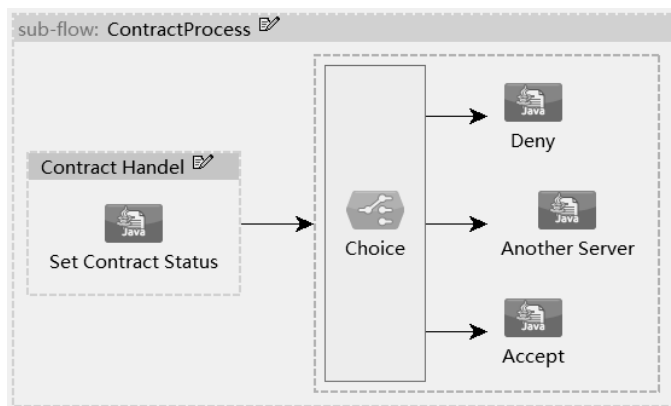 sub-flow: ContractProcess
Java
Deny
Contract Handel
Java
Set Contract Status
Choice
Java
Another Server
Java
Accept